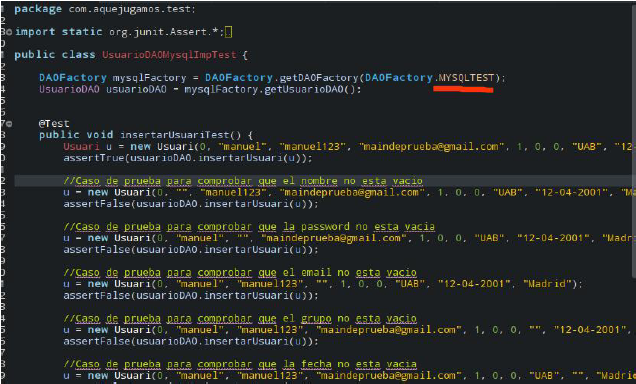 package com.aquejugamos.test;
import static org.junit.Assert.*;
public class UsuarioDAOMysqlImpTest {
DAOFactory mysqlFactory = DAOFactory.getDAOFactory(DAOFactory.MYSQLTEST);
UsuarioDAO usuarioDAO = mysqlFactory.getUsuarioDAO();
@Test
public void insertarUsuariTest() {
Usuari u = new Usuari(0, "manuel", "manuel123", "maindeprueba@gmail.com", 1, 0, 0, "UAB", "12
assertTrue(usuarioDAO.insertarUsuari(u));
//Caso de prueba para comprobar que el nombre no esta vacio
u = new Usuari(0, "", "manuel123", "maindeprueba@gmail.com", 1, 0, 0, "UAB", "12-04-2001", "Ma
assertFalse(usuarioDAO.insertarUsuari(u));
//Caso de prueba para comprobar que la password no esta vacia
u = new Usuari(0, "manuel", "", "maindeprueba@gmail.com", 1, 0, 0, "UAB", "12-04-2001", "Madri
assertFalse(usuarioDAO.insertarUsuari(u));
//Caso de prueba para comprobar que el email no esta vacio
u = new Usuari(0, "manuel", "manuel123", "", 1, 0, 0, "UAB", "12-04-2001", "Madrid");
assertFalse(usuarioDAO.insertarUsuari(u));
//Caso de prueba para comprobar que el grupo no esta vacio
u = new Usuari(0, "manuel", "manuel123", "maindeprueba@gmail.com", 1, 0, 0, "", "12-04-2001",
assertFalse(usuarioDAO.insertarUsuari(u));
//Caso de prueba para comprobar que la fecha no esta vacia
u = new Usuari(0, "manuel", "manuel123", "maindeprueba@gmail.com", 1, 0, 0, "UAB", "", "Madrid